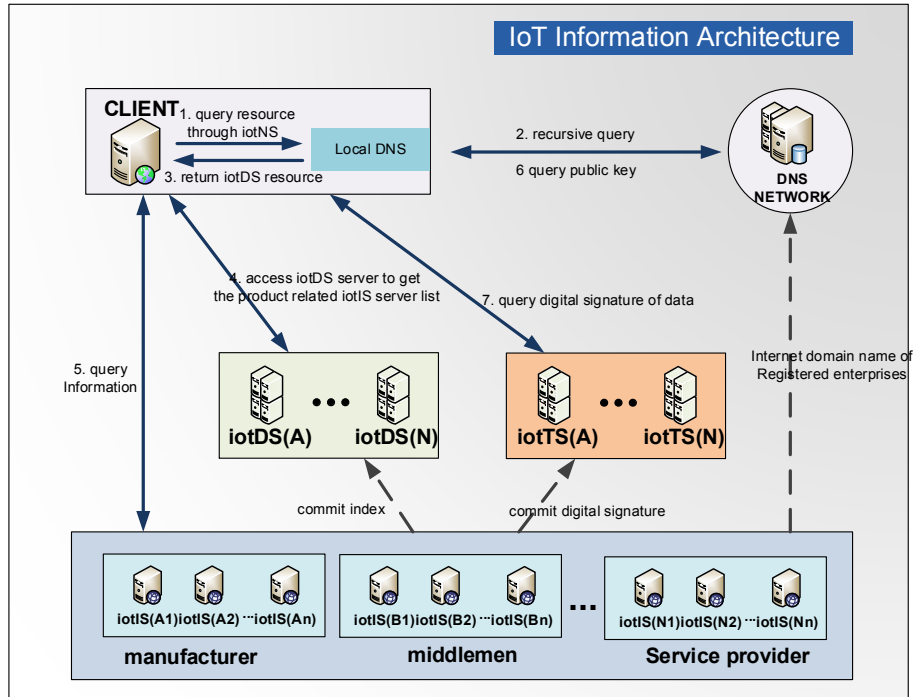 IoT Information Architecture
CLIENT
1. query resource
through iotNS
Local DNS
3. return iotDS resource
2. recursive query
6 query public key
DNS
NETWORK
4. access iotDS server to get
the product related iotIS server list
7. query digital signature of data
5. query
Information
Internet domain name of
Registered enterprises
iotDS(A)
iotDS(N)
iotTS(A)
iotTS(N)
commit index
commit digital signature
iotIS(A1) iotIS(A2) ...iotIS(An)
iotIS(B1) iotIS(B2) ...iotIS(Bn)
iotIS(N1) iotIS(N2) ...iotIS(Nn)
manufacturer
middlemen
Service provider